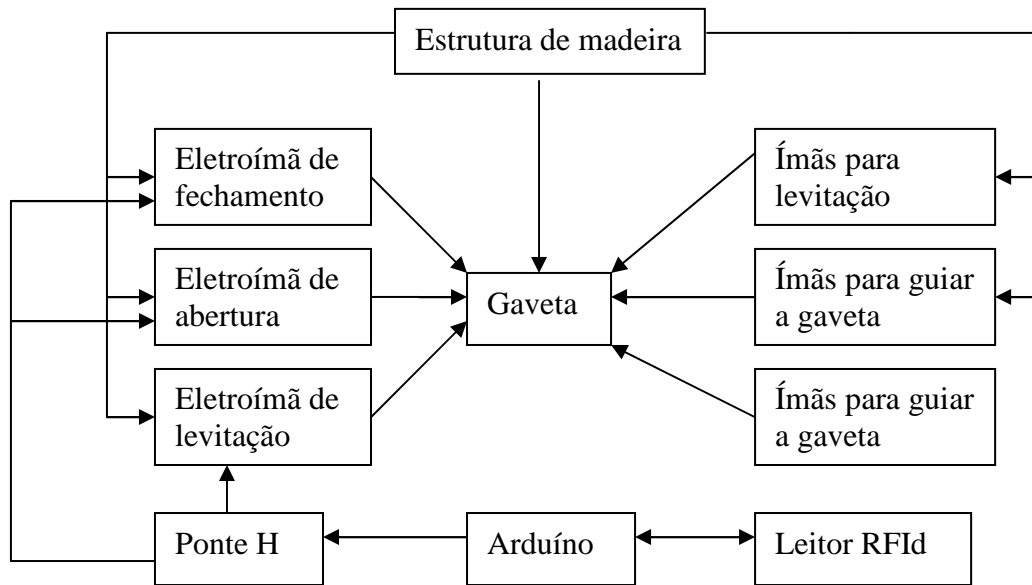 Estrutura de madeira
Eletroímã de
fechamento
Ímãs para
levitação
Eletroímã de
abertura
Gaveta
Ímãs para guiar
a gaveta
Eletroímã de
levitação
Ímãs para guiar
a gaveta
Ponte H
Arduíno
Leitor RFId